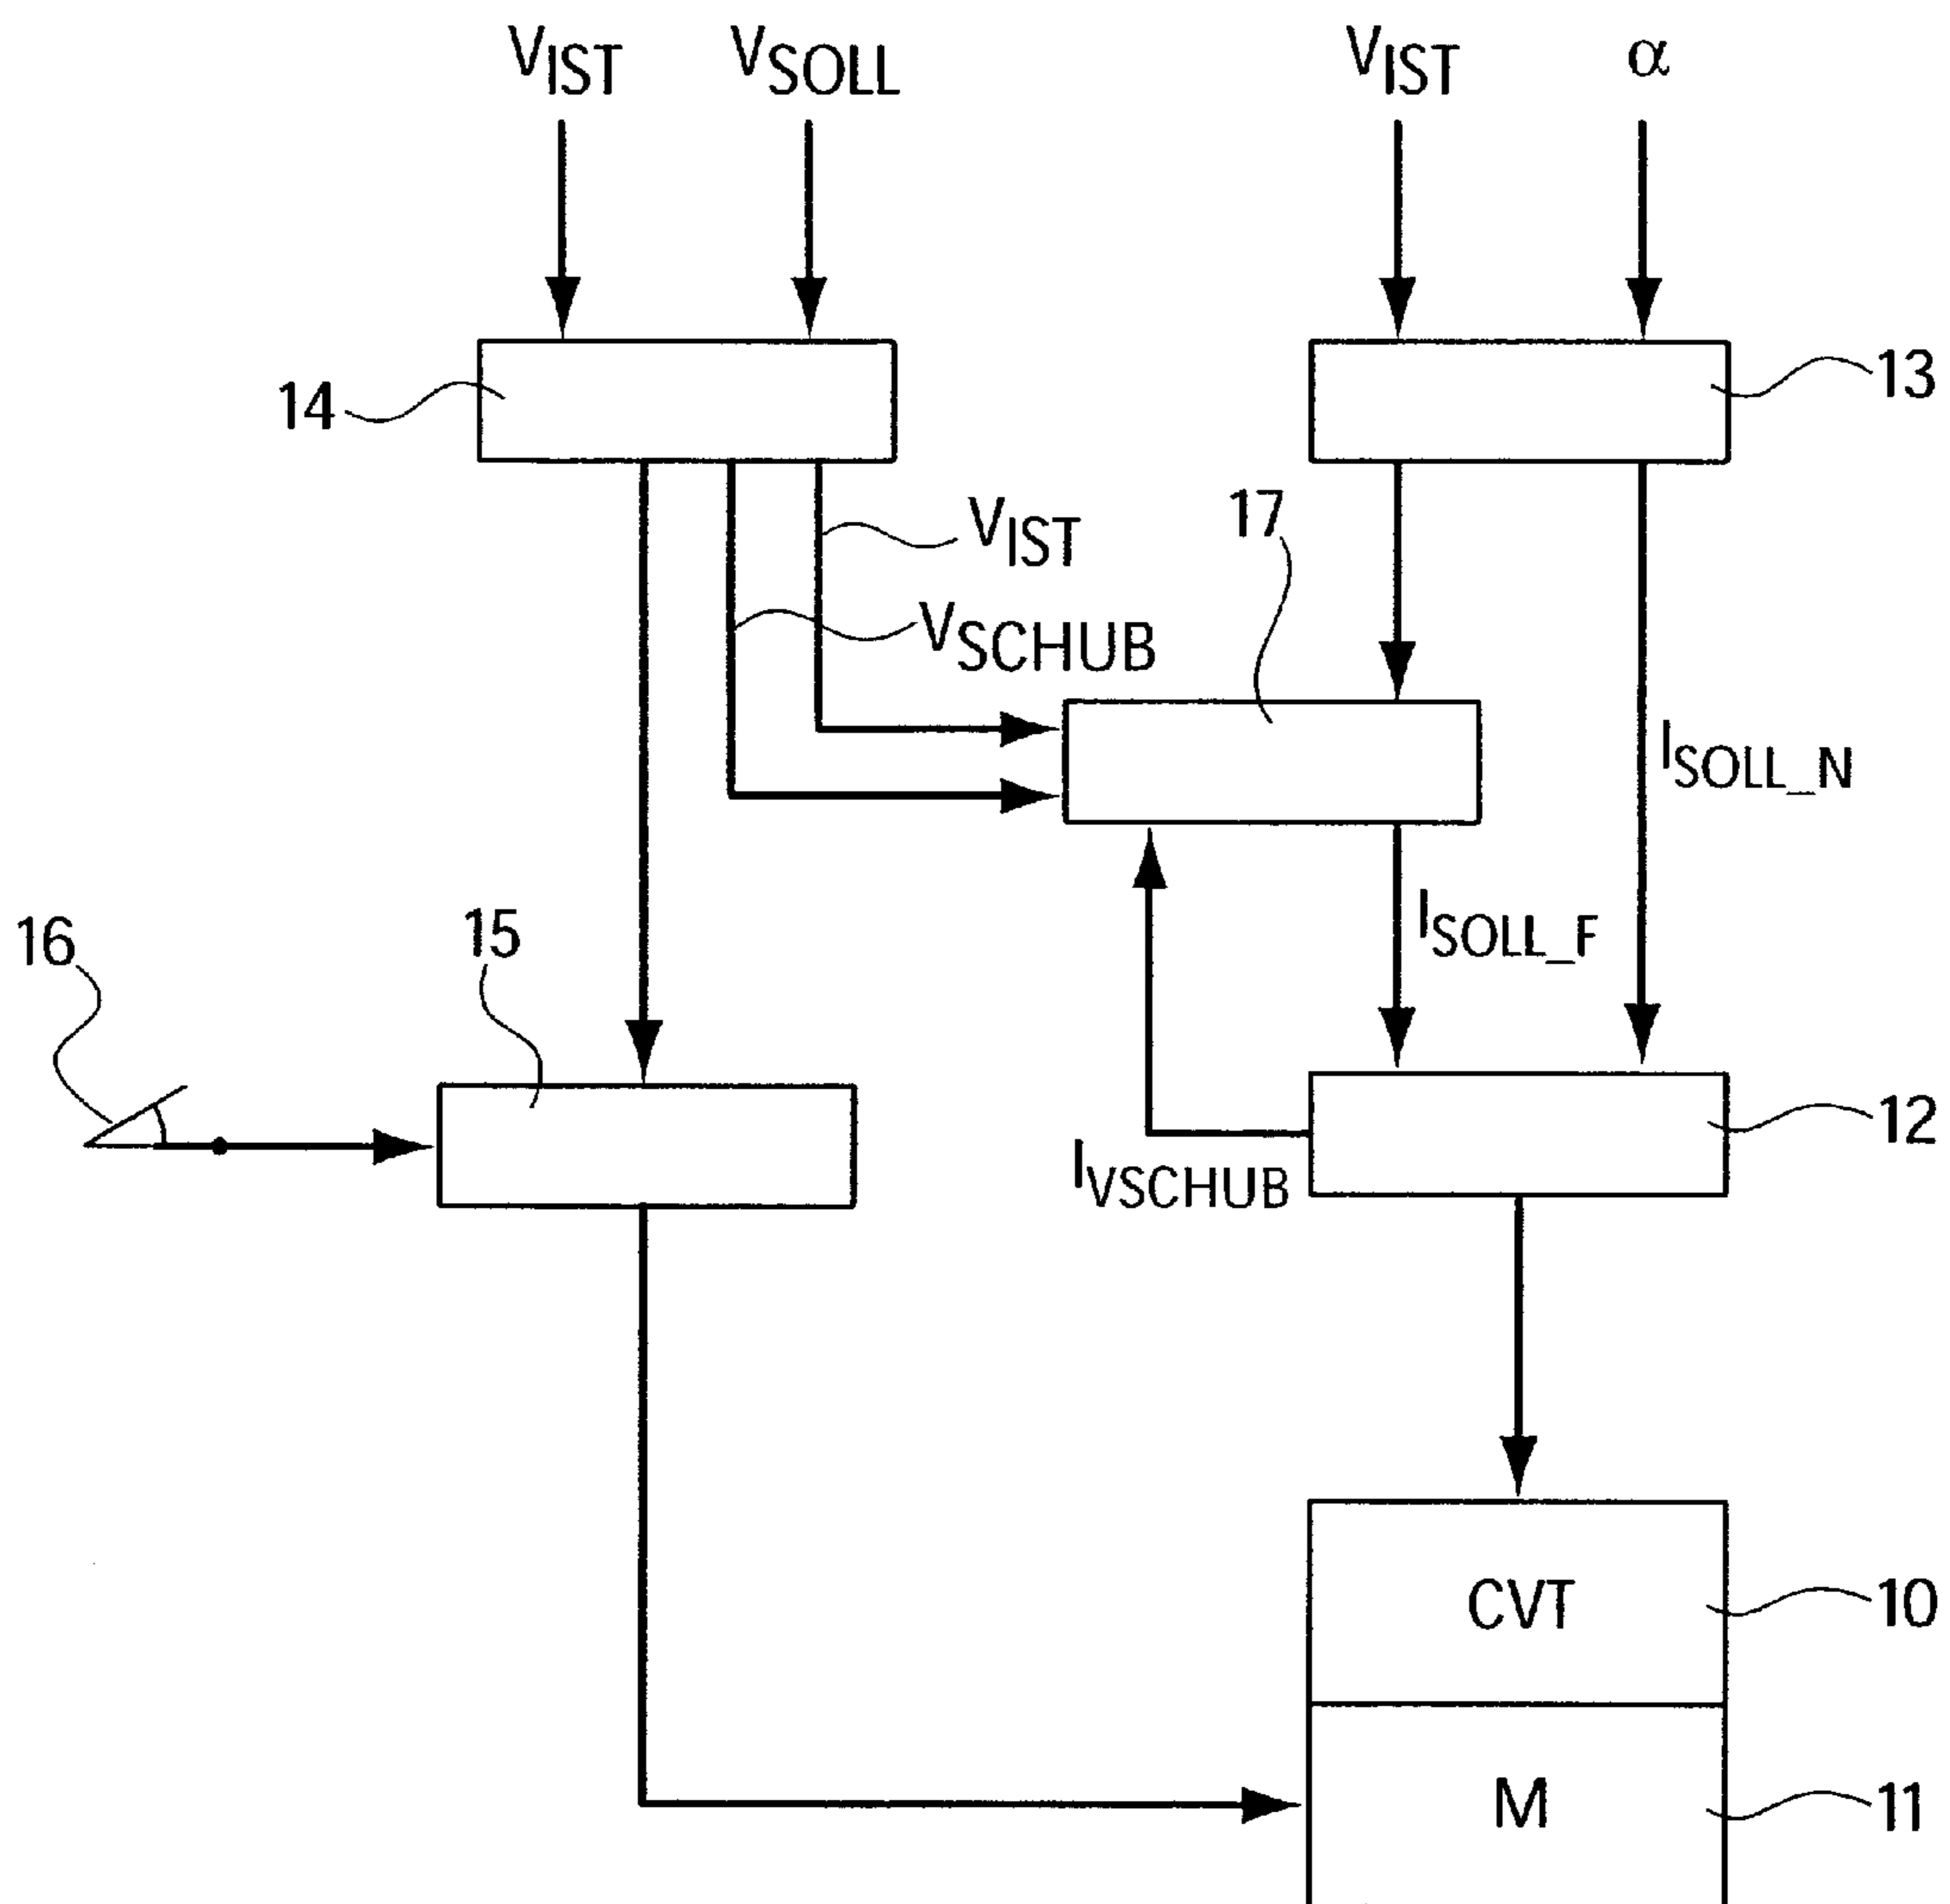 VIST VSOLL VIST α
14 13
VIST 17
VSCHUB
ISOLL_N
16 15 ISOLL_F
12
IVSCHUB
CVT 10
M 11